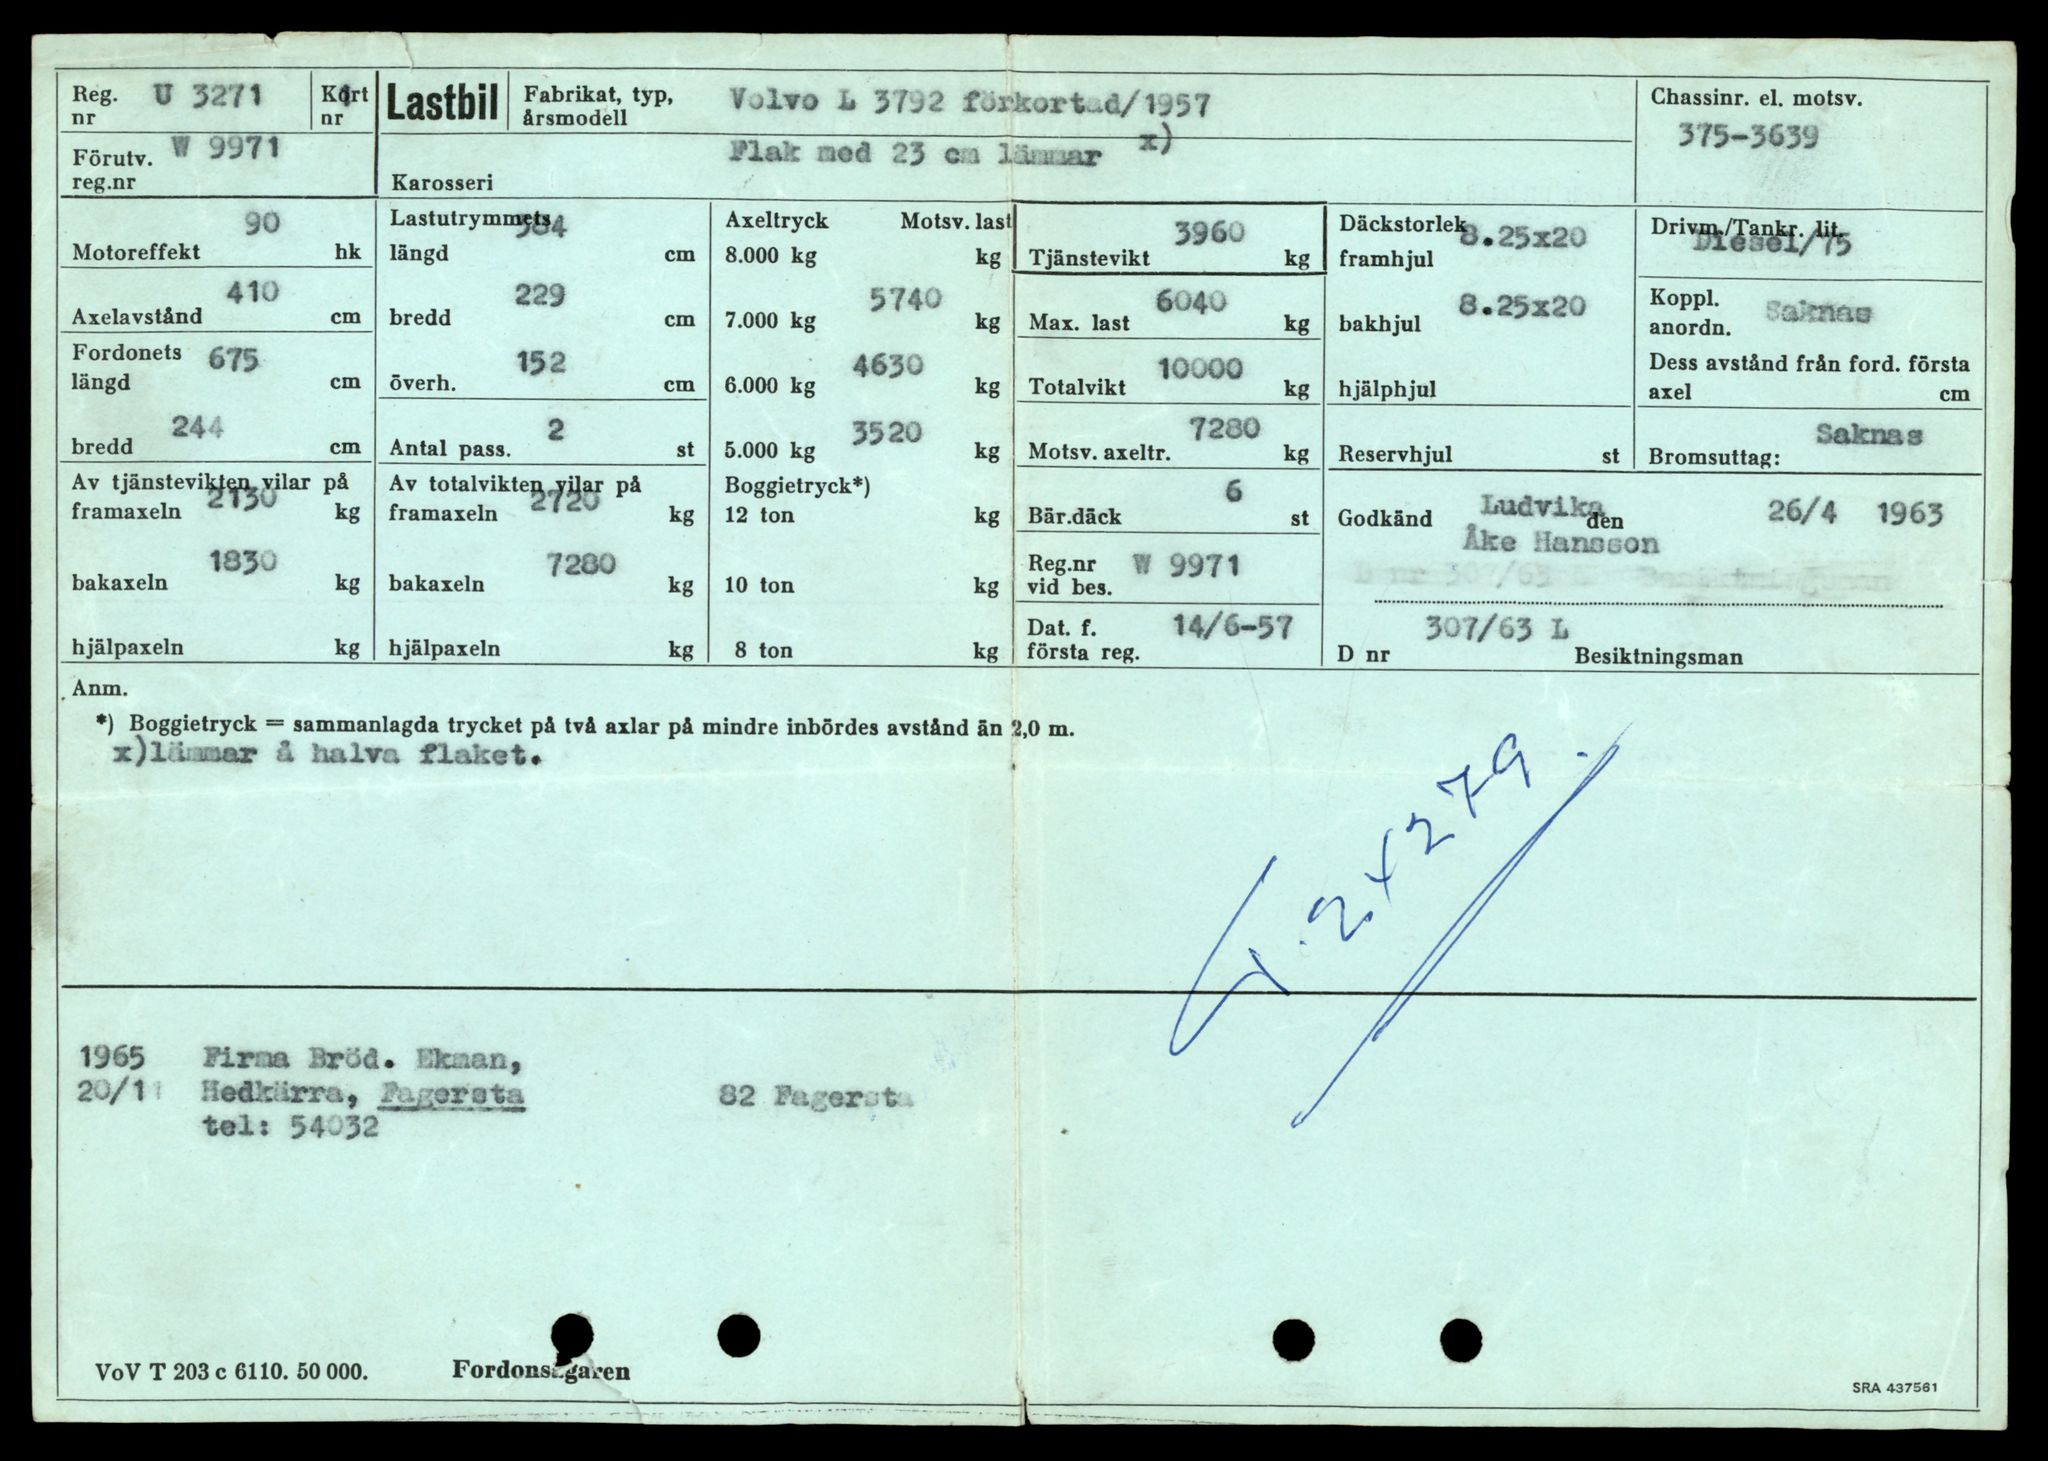 Reg. nr U 3271 Kort nr 1 Lastbil Fabrikat, typ, årsmodell Volvo L 3792 förkortad/1957 Chassinr. el. motsv.
375-3639
Förutv. reg.nr W 9971 Karosseri Flak med 23 cm lämmar x)
Motoreffekt 90 hk
Lastutrymmets längd 584 cm
Axeltryck Motsv. last
8.000 kg kg
Tjänstevikt 3960 kg
Däckstorlek framhjul 8.25x20
Drivm./Tankr. lit. Diesel/75
Axelavstånd 410 cm
bredd 229 cm
7.000 kg 5740 kg
Max. last 6040 kg
bakhjul 8.25x20
Koppl. anordn. Saknas
Fordonets längd 675 cm
överh. 152 cm
6.000 kg 4630 kg
Totalvikt 10000 kg
hjälphjul
Dess avstånd från ford. första
axel cm
bredd 244 cm
Antal pass. 2 st
5.000 kg 3520 kg
Motsv. axeltr. 7280 kg
Reservhjul st
Bromsuttag: Saknas
Av tjänstevikten vilar på
framaxeln 2130 kg
Av totalvikten vilar på
framaxeln 2720 kg
Boggietryck*)
12 ton kg
Bär.däck 6 st
Godkänd Ludvika den 26/4 1963
Åke Hansson
bakaxeln 1830 kg
bakaxeln 7280 kg
10 ton kg
Reg.nr vid bes. W 9971
hjälpaxeln kg
hjälpaxeln kg
8 ton kg
Dat. f. första reg. 14/6-57
D nr 307/63 L Besiktningsman
Anm.
*) Boggietryck = sammanlagda trycket på två axlar på mindre inbördes avstånd än 2,0 m.
x)lämmar å halva flaket.
1965 Firma Bröd. Ekman,
20/11 Hedkärra, Fagersta 82 Fagersta
tel: 54032
VoV T 203 c 6110. 50 000. Fordonsägaren
SRA 437561